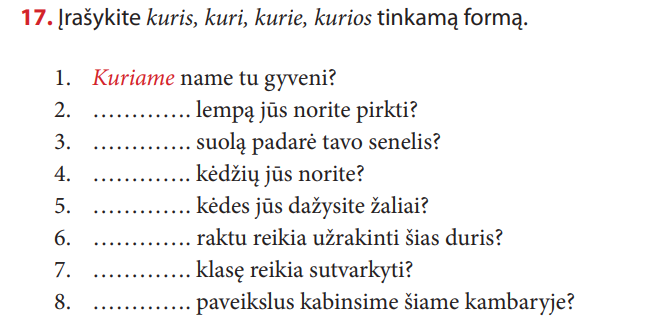 17. Įrašykite kuris, kuri, kurie, kurios tinkamą formą.
1. Kuriame name tu gyveni?
2. ............. lempą jūs norite pirkti?
3. ............. suolą padarė tavo senelis?
4. ............. kėdžių jūs norite?
5. ............. kėdes jūs dažysite žaliai?
6. ............. raktu reikia užrakinti šias duris?
7. ............. klasę reikia sutvarkyti?
8. ............. paveikslus kabinsime šiame kambaryje?